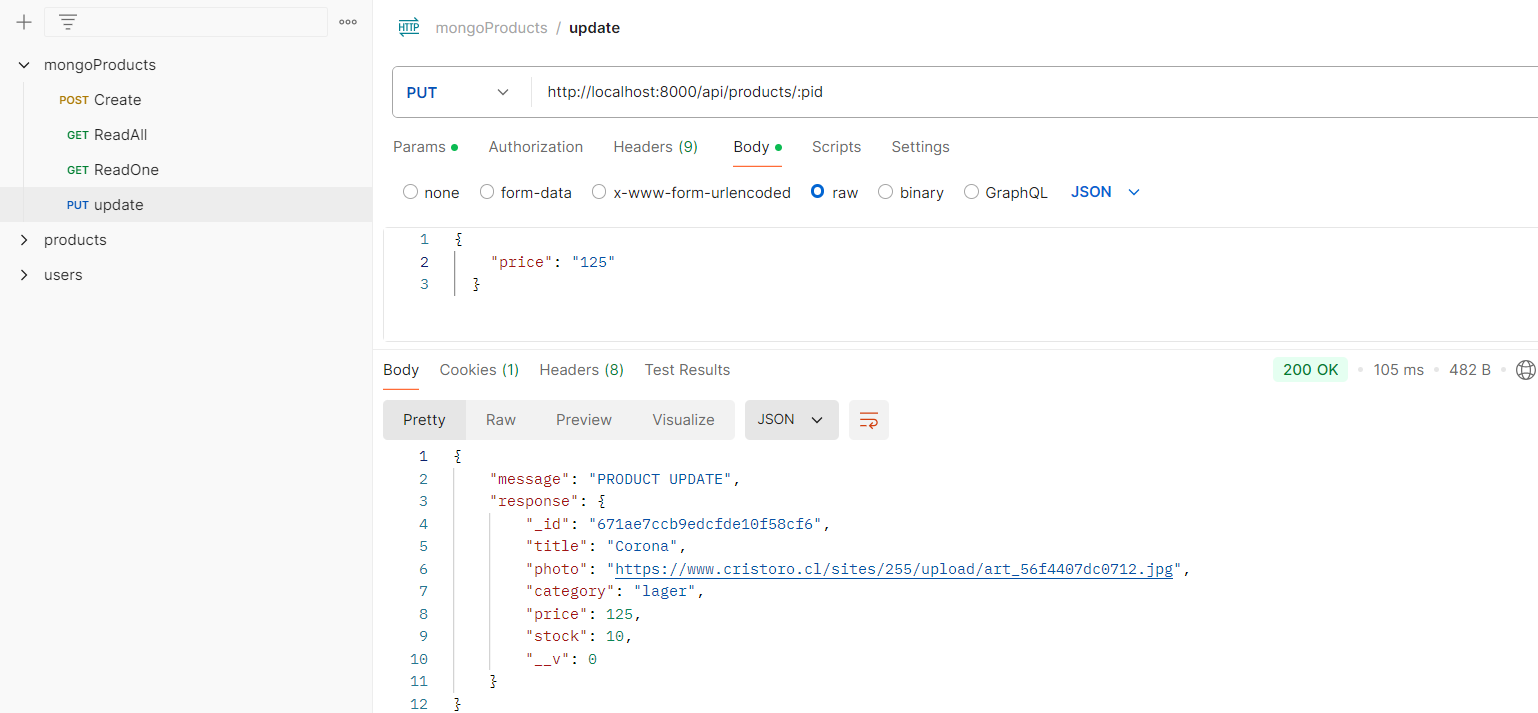 mongoProducts
POST Create
GET ReadAll
GET ReadOne
PUT update
products
users
HTTP mongoProducts / update
PUT http://localhost:8000/api/products/:pid
Params Authorization Headers (9) Body Scripts Settings
none form-data x-www-form-urlencoded raw binary GraphQL JSON
1 {
2 "price": "125"
3 }
Body Cookies (1) Headers (8) Test Results 200 OK 105 ms 482 B
Pretty Raw Preview Visualize JSON
1 {
2 "message": "PRODUCT UPDATE",
3 "response": {
4 "_id": "671ae7ccb9edcfde10f58cf6",
5 "title": "Corona",
6 "photo": "https://www.cristoro.cl/sites/255/upload/art_56f4407dc0712.jpg",
7 "category": "lager",
8 "price": 125,
9 "stock": 10,
10 "__v": 0
11 }
12 }